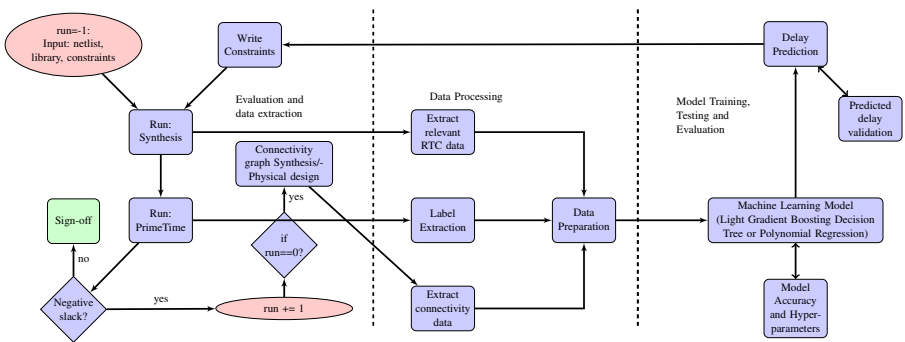 run=-1:
Input: netlist,
library, constraints
Write
Constraints
Delay
Prediction
Evaluation and
data extraction
Data Processing
Model Training,
Testing and
Evaluation
Predicted
delay
validation
Run:
Synthesis
Extract
relevant
RTC data
Connectivity
graph Synthesis/-
Physical design
yes
Sign-off
Run:
PrimeTime
if
run==0?
Label
Extraction
Data
Preparation
Machine Learning Model
(Light Gradient Boosting Decision
Tree or Polynomial Regression)
no
Negative
slack?
yes
run += 1
Extract
connectivity
data
Model
Accuracy
and Hyper-
parameters